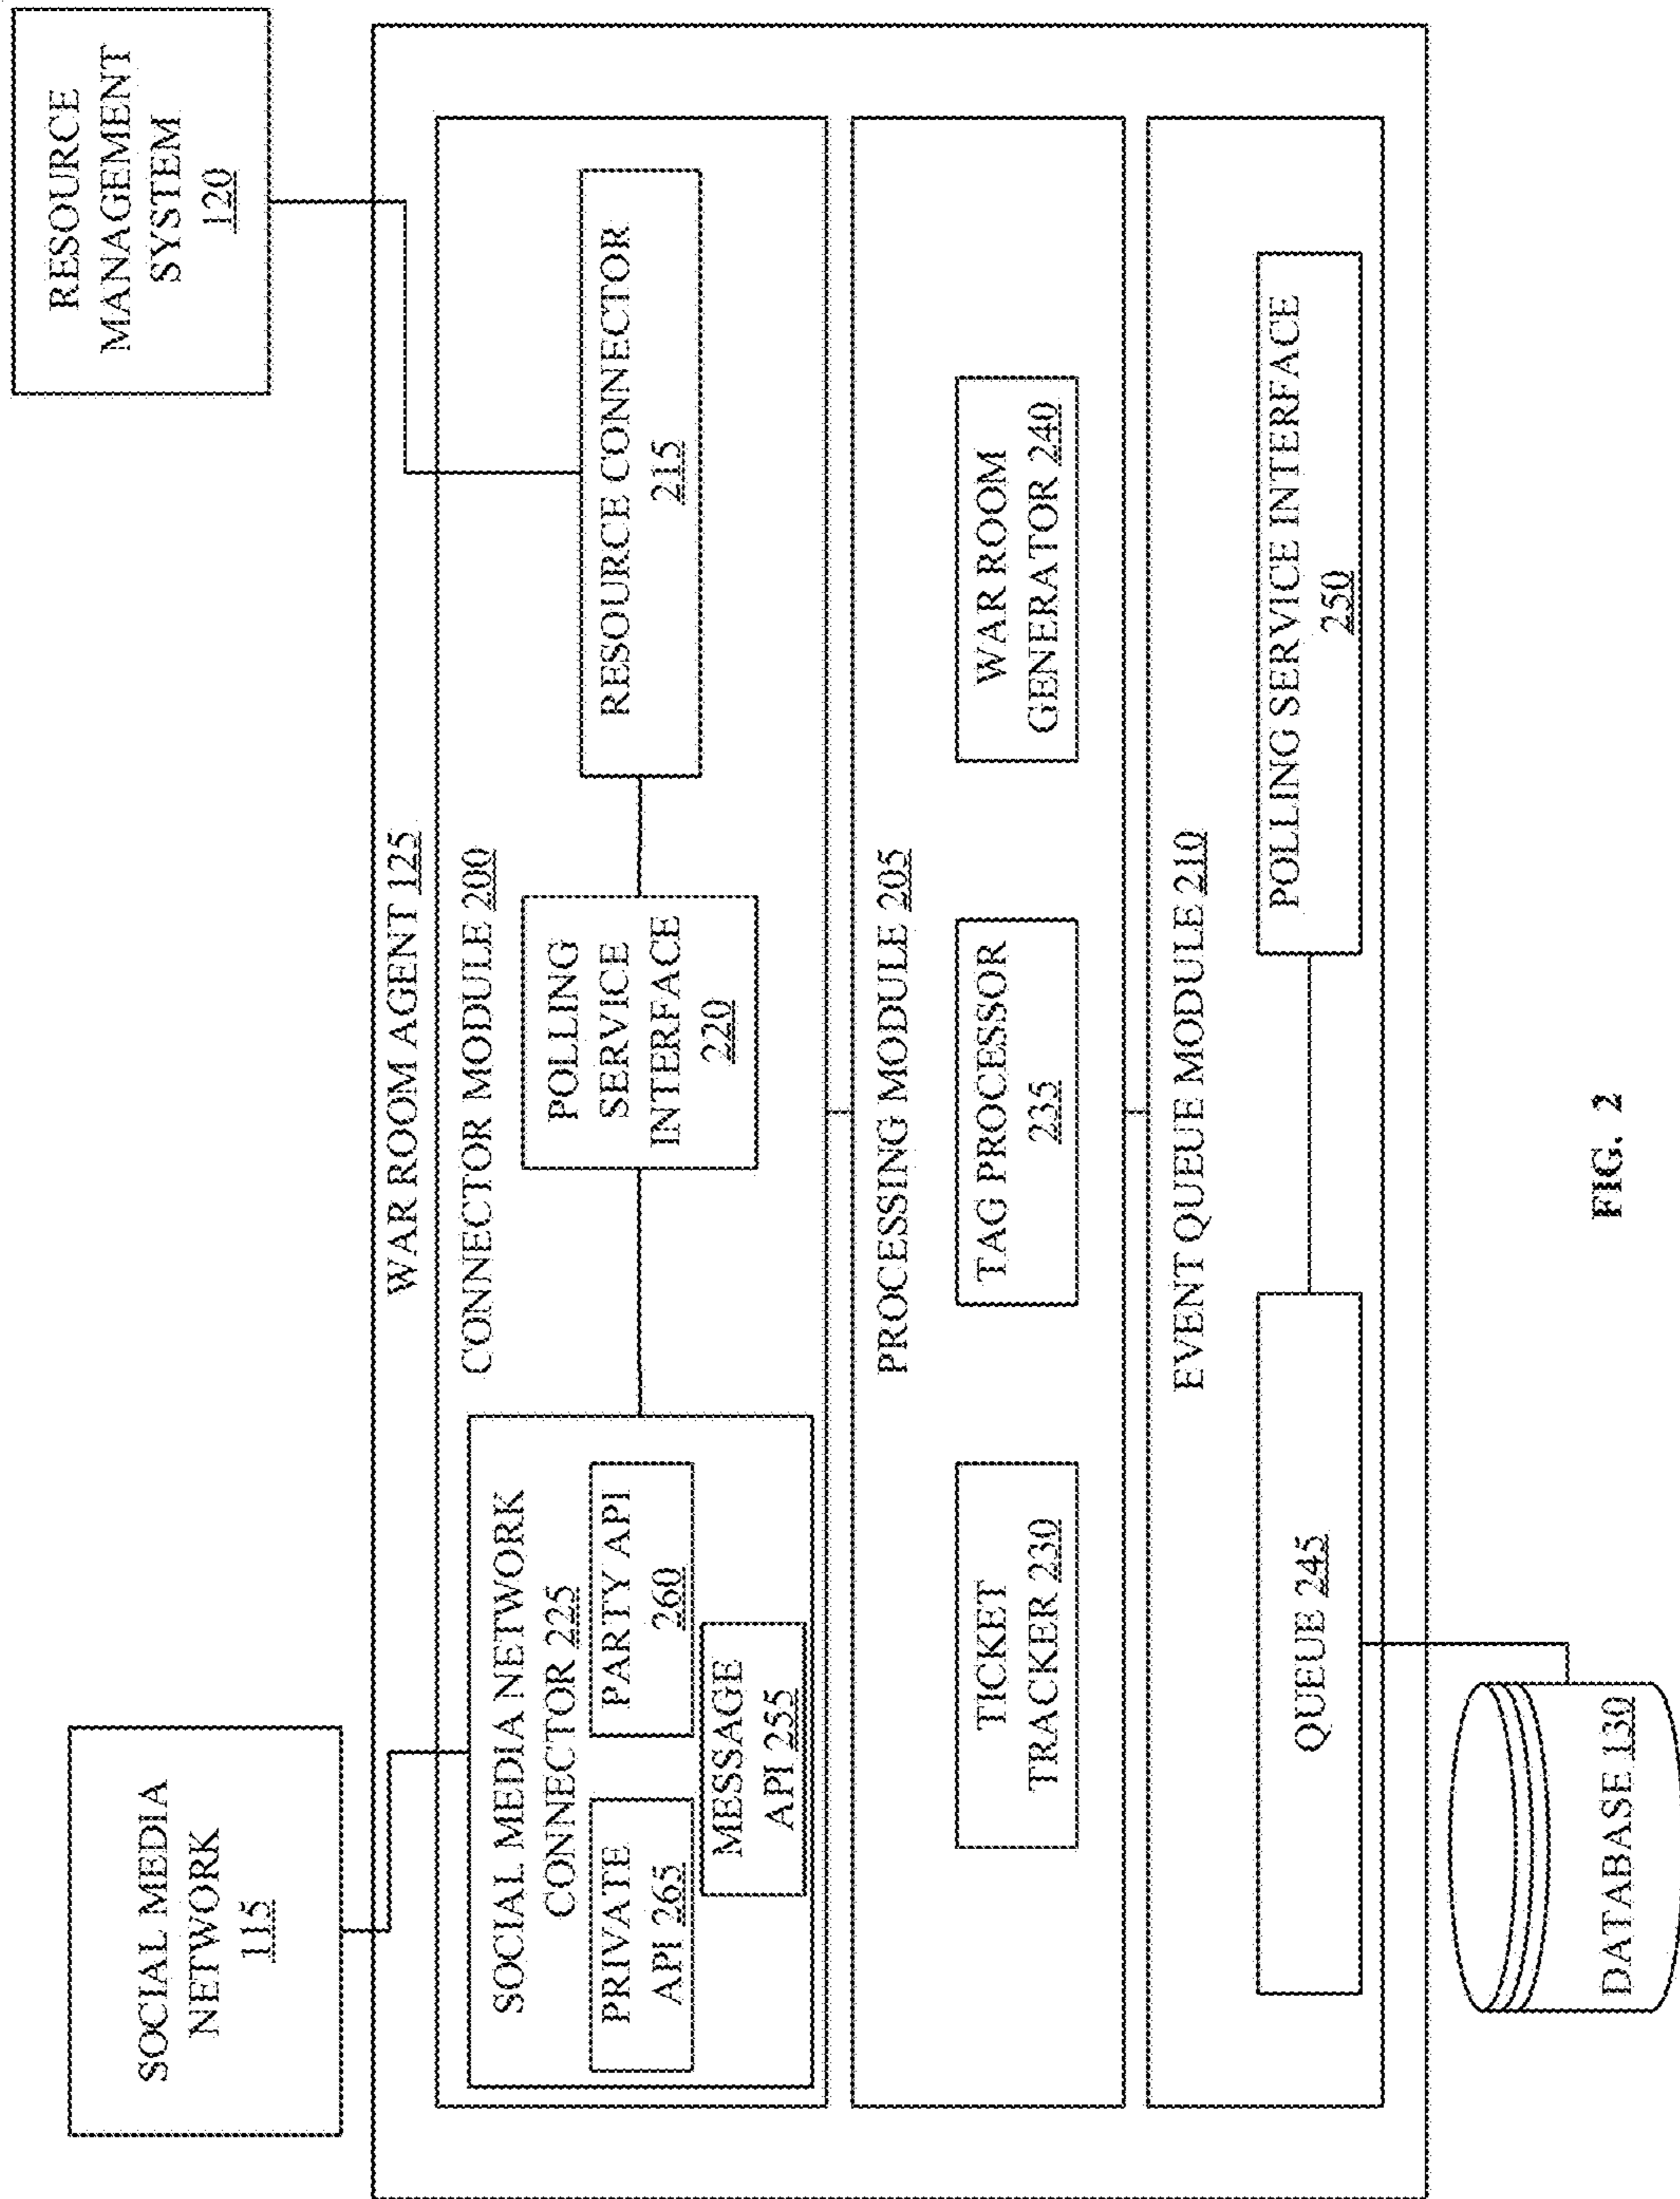 SOCIAL MEDIA
NETWORK
115
RESOURCE
MANAGEMENT
SYSTEM
120
WAR ROOM AGENT 125
CONNECTOR MODULE 200
SOCIAL MEDIA NETWORK
CONNECTOR 225
PRIVATE
API 265
PARTY API
260
MESSAGE
API 255
POLLING
SERVICE
INTERFACE
220
RESOURCE CONNECTOR
215
PROCESSING MODULE 205
TICKET
TRACKER 230
TAG PROCESSOR
235
WAR ROOM
GENERATOR 240
EVENT QUEUE MODULE 210
QUEUE 245
POLLING SERVICE INTERFACE
250
DATABASE 130
FIG. 2